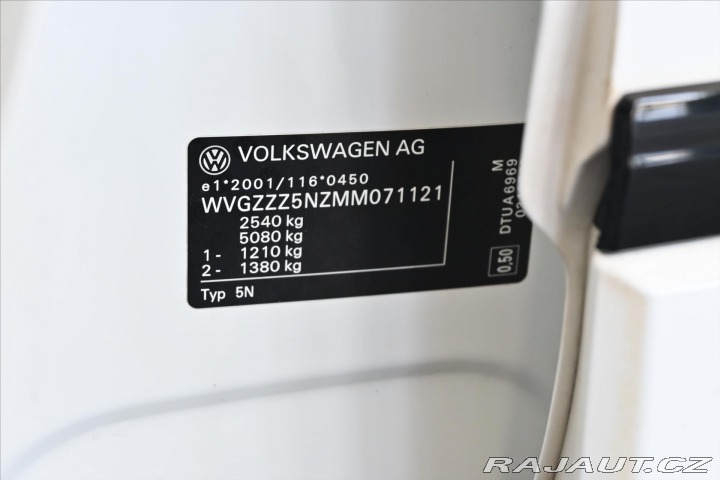 VOLKSWAGEN AG
e1*2001/116*0450
WVGZZZ5NZMM071121
2540 kg
5080 kg
1- 1210 kg
2- 1380 kg
Typ 5N
M
DTUA6969
0,50
RAJAUT.CZ